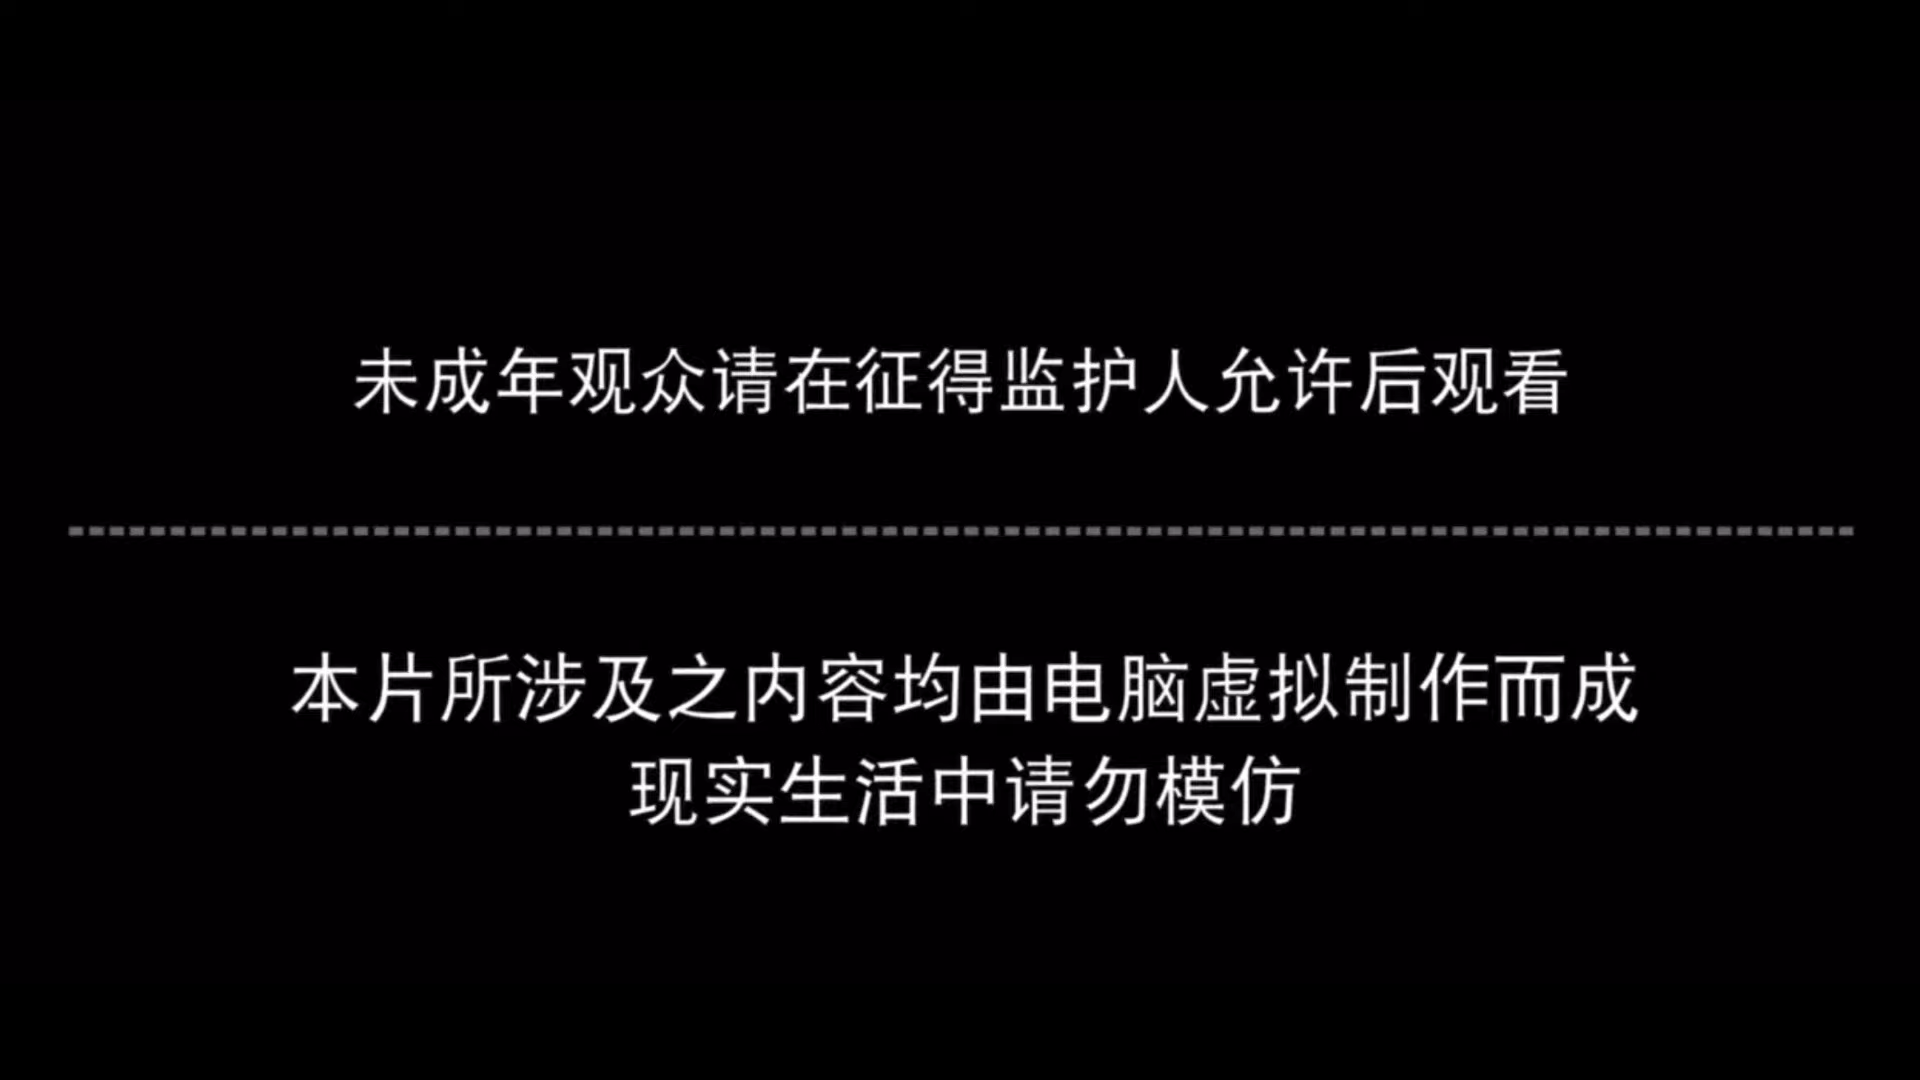 未成年观众请在征得监护人允许后观看
本片所涉及之内容均由电脑虚拟制作而成
现实生活中请勿模仿